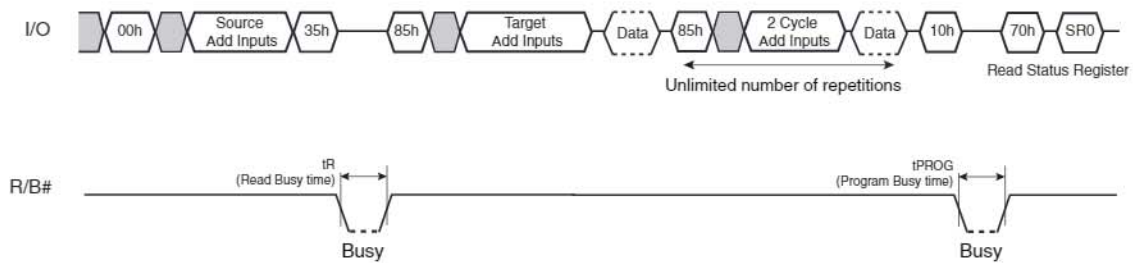 I/O
00h
Source
Add Inputs
35h
85h
Target
Add Inputs
Data
85h
2 Cycle
Add Inputs
Data
10h
70h
SR0
Unlimited number of repetitions
Read Status Register
R/B#
tR
(Read Busy time)
Busy
tPROG
(Program Busy time)
Busy